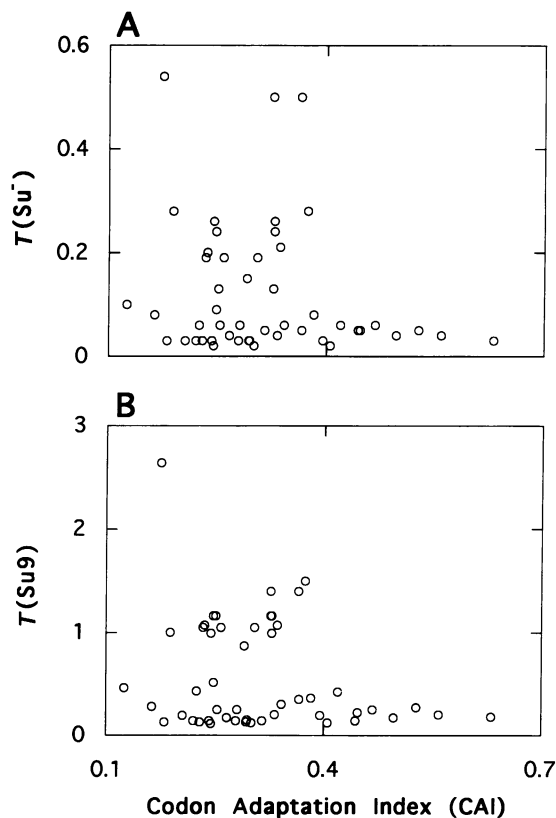 A
0.6
0.4
0.2
0
T(Su⁻)
B
3
2
1
0
T(Su9)
0.1
0.4
0.7
Codon Adaptation Index (CAI)